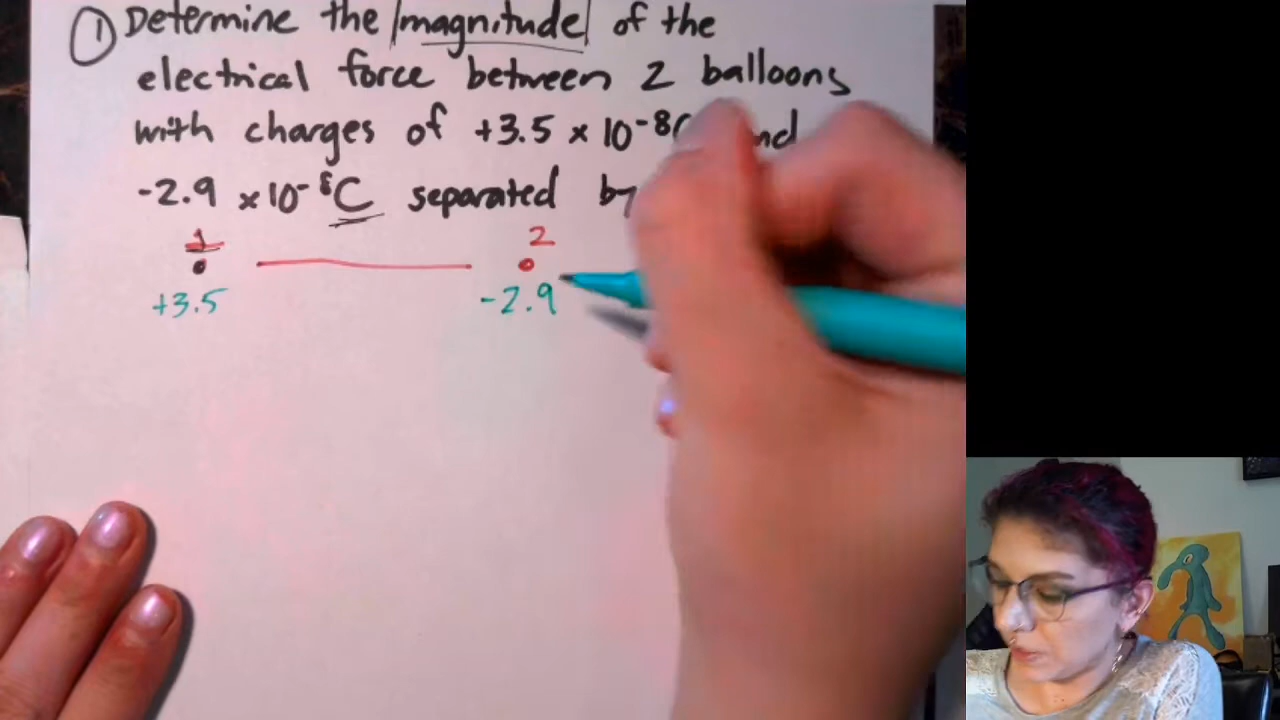 ① Determine the |magnitude| of the
electrical force between 2 balloons
with charges of +3.5 × 10⁻⁸
-2.9 × 10⁻⁸C separated by
1 2
+3.5 -2.9